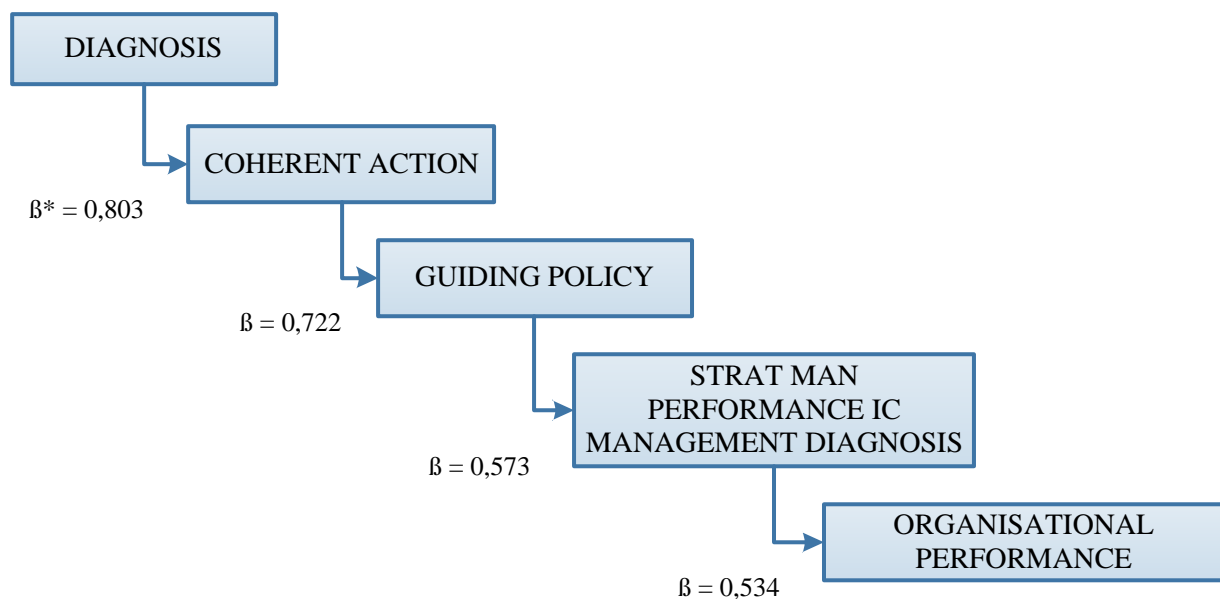 DIAGNOSIS
COHERENT ACTION
ß* = 0,803
GUIDING POLICY
ß = 0,722
STRAT MAN
PERFORMANCE IC
MANAGEMENT DIAGNOSIS
ß = 0,573
ORGANISATIONAL
PERFORMANCE
ß = 0,534